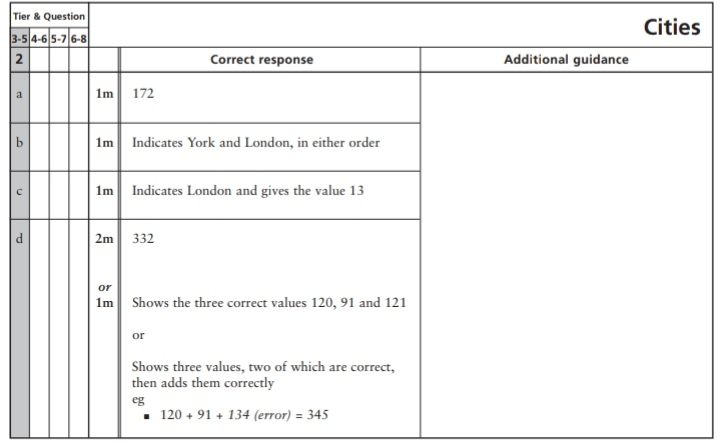 Tier & Question
Cities
3-5 4-6 5-7 6-8
2 Correct response Additional guidance
a 1m 172
b 1m Indicates York and London, in either order
c 1m Indicates London and gives the value 13
d 2m 332
or
1m Shows the three correct values 120, 91 and 121
or
Shows three values, two of which are correct,
then adds them correctly
eg
▪ 120 + 91 + 134 (error) = 345